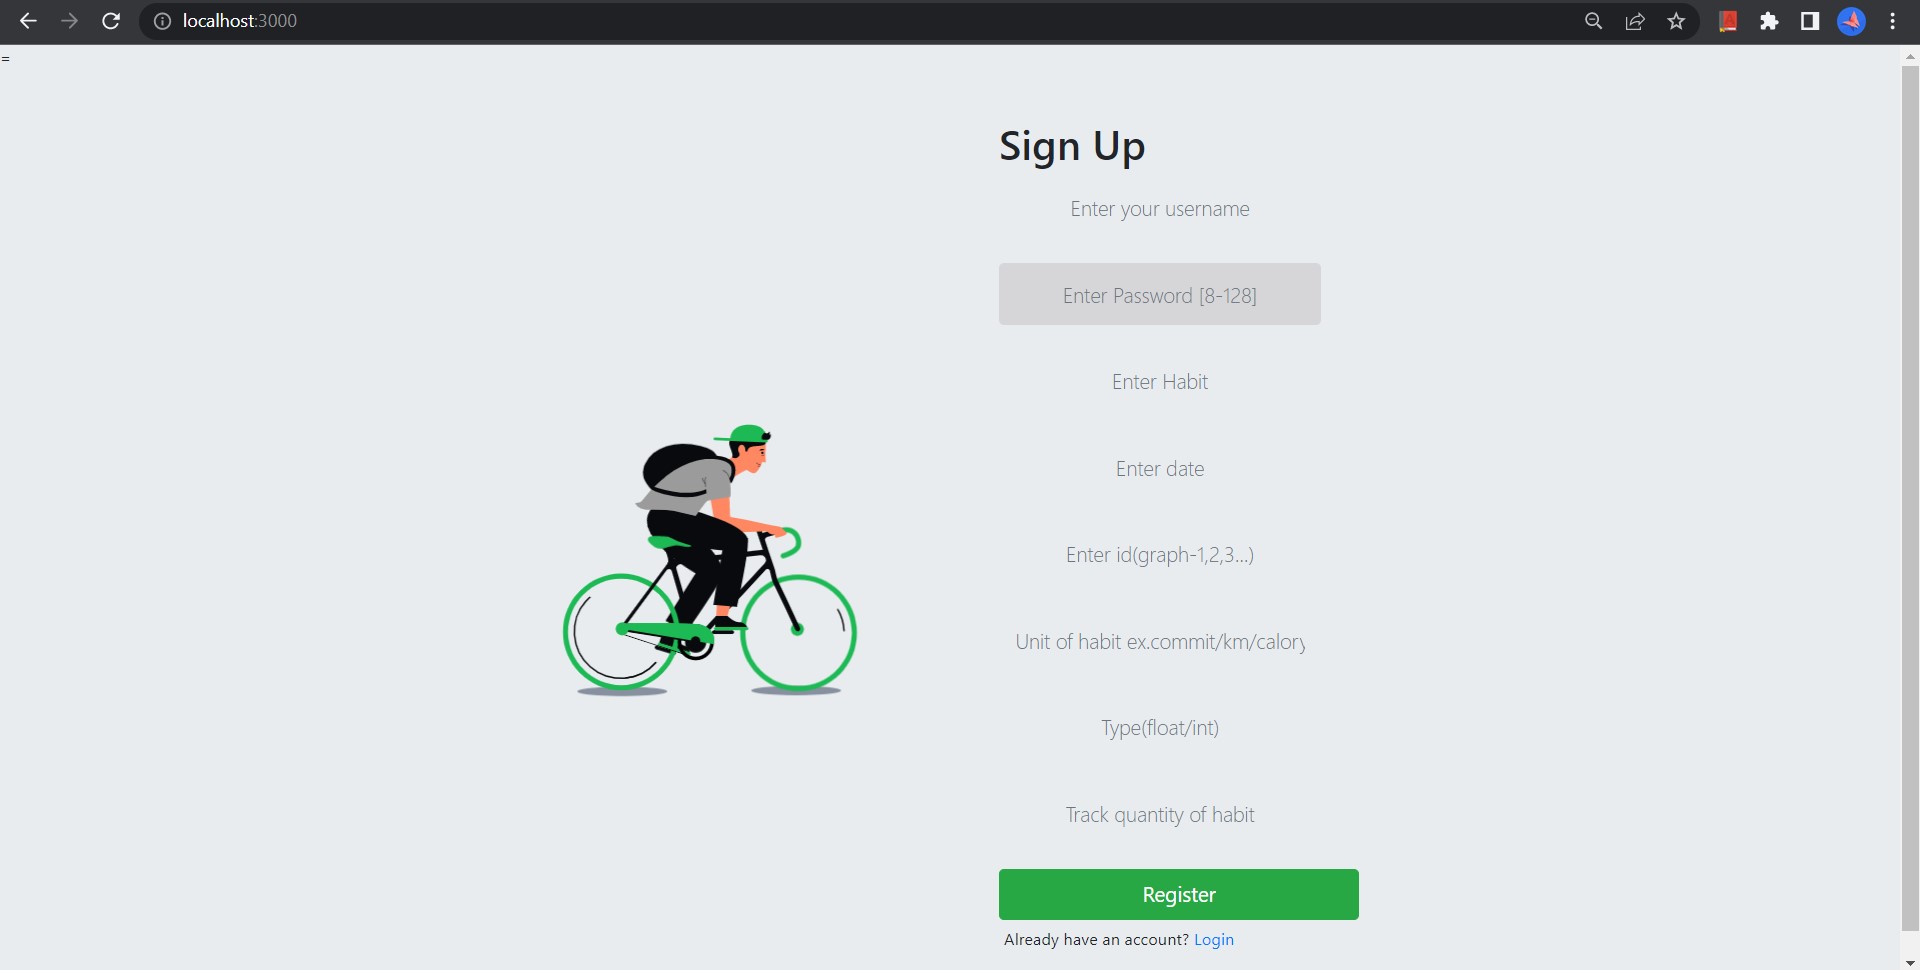 localhost:3000
=
Sign Up
Enter your username
Enter Password [8-128]
Enter Habit
Enter date
Enter id(graph-1,2,3...)
Unit of habit ex.commit/km/calory
Type(float/int)
Track quantity of habit
Register
Already have an account? Login